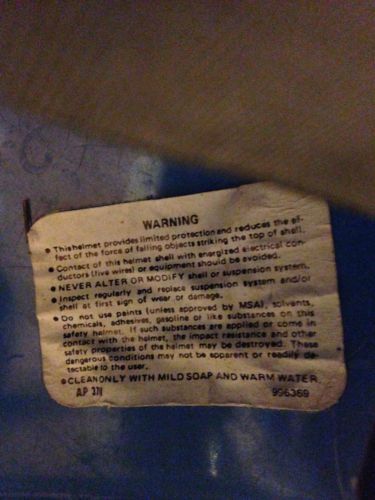 WARNING
• This helmet provides limited protection and reduces the ef-
fect of the force of falling objects striking the top of shell.
• Contact of this helmet shell with energized electrical con-
ductors (live wires) or equipment should be avoided.
• NEVER ALTER OR MODIFY shell or suspension system.
• Inspect regularly and replace suspension system and/or
shell at first sign of wear or damage.
• Do not use paints (unless approved by MSA), solvents,
chemicals, adhesives, gasoline or like substances on this
safety helmet. If such substances are applied or come in
contact with the helmet, the impact resistance and other
safety properties of the helmet may be destroyed. These
dangerous conditions may not be apparent or readily de-
tectable to the user.
• CLEAN ONLY WITH MILD SOAP AND WARM WATER
996369